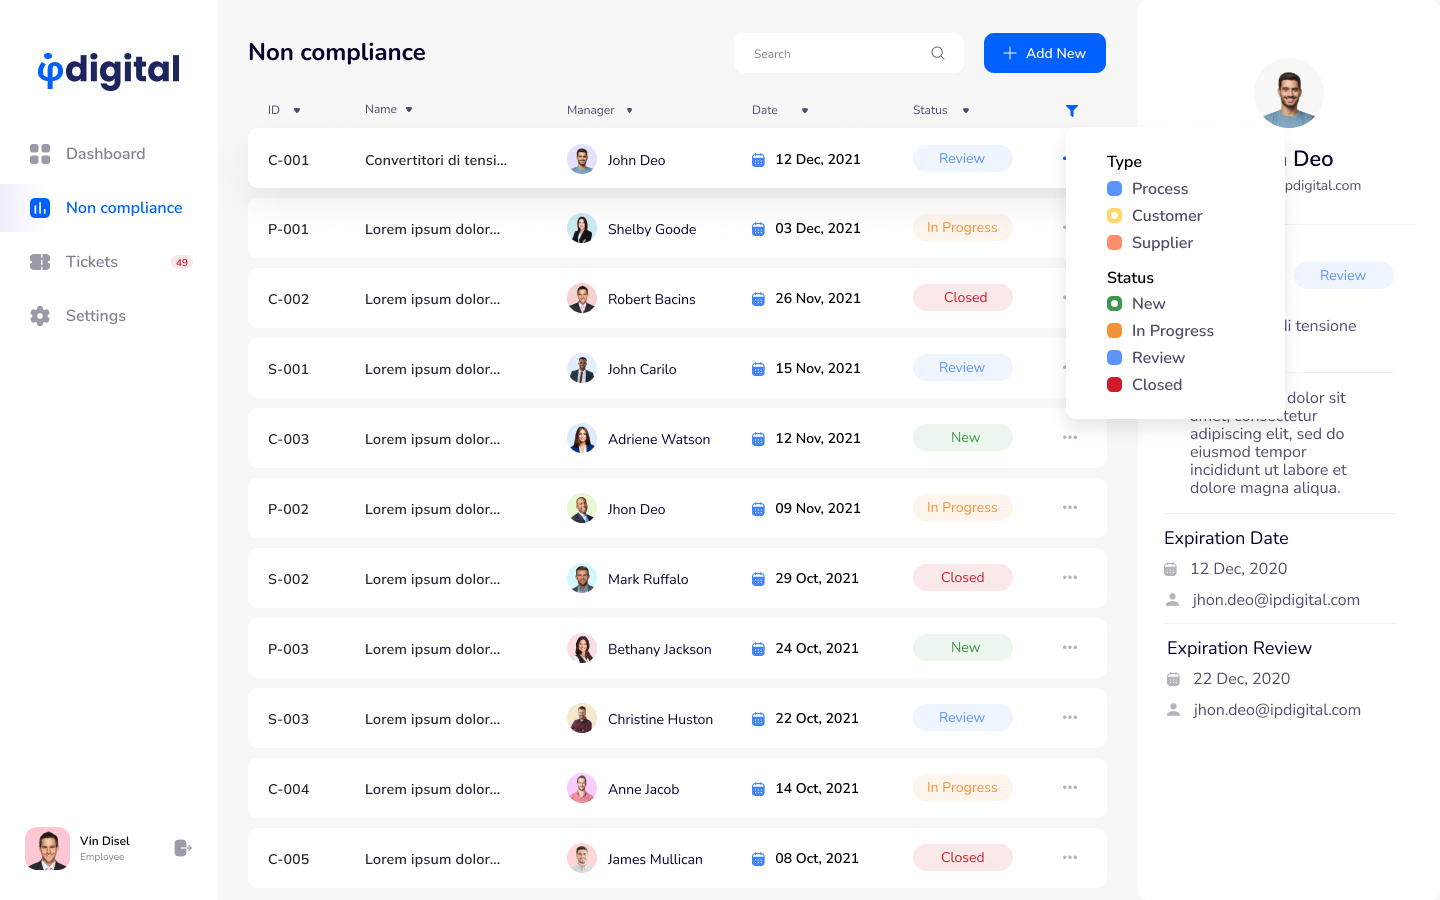 ipdigital
Dashboard
Non compliance
Tickets 49
Settings
Vin Disel
Employee
Non compliance
Search
Add New
ID Name Manager Date Status
C-001 Convertitori di tensi... John Deo 12 Dec, 2021 Review
P-001 Lorem ipsum dolor... Shelby Goode 03 Dec, 2021 In Progress
C-002 Lorem ipsum dolor... Robert Bacins 26 Nov, 2021 Closed
S-001 Lorem ipsum dolor... John Carilo 15 Nov, 2021 Review
C-003 Lorem ipsum dolor... Adriene Watson 12 Nov, 2021 New
P-002 Lorem ipsum dolor... Jhon Deo 09 Nov, 2021 In Progress
S-002 Lorem ipsum dolor... Mark Ruffalo 29 Oct, 2021 Closed
P-003 Lorem ipsum dolor... Bethany Jackson 24 Oct, 2021 New
S-003 Lorem ipsum dolor... Christine Huston 22 Oct, 2021 Review
C-004 Lorem ipsum dolor... Anne Jacob 14 Oct, 2021 In Progress
C-005 Lorem ipsum dolor... James Mullican 08 Oct, 2021 Closed
Type
Process
Customer
Supplier
Status
New
In Progress
Review
Closed
Deo
pdigital.com
Review
di tensione
dolor sit
amet, consectetur
adipiscing elit, sed do
eiusmod tempor
incididunt ut labore et
dolore magna aliqua.
Expiration Date
12 Dec, 2020
jhon.deo@ipdigital.com
Expiration Review
22 Dec, 2020
jhon.deo@ipdigital.com